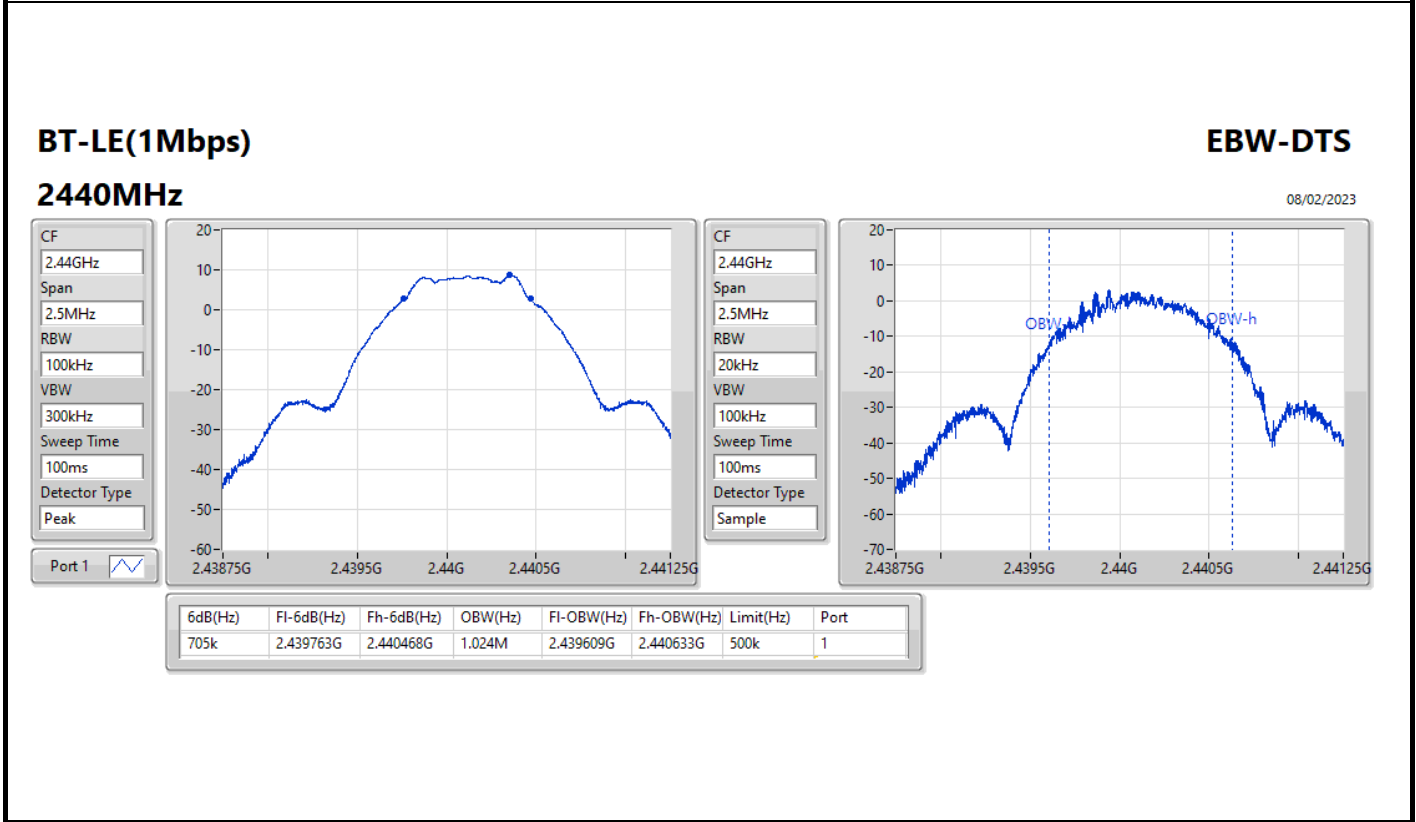 BT-LE(1Mbps)
EBW-DTS
2440MHz
08/02/2023
CF
2.44GHz
Span
2.5MHz
RBW
100kHz
VBW
300kHz
Sweep Time
100ms
Detector Type
Peak
Port 1
20
10
0
-10
-20
-30
-40
-50
-60
2.43875G 2.4395G 2.44G 2.4405G 2.44125G
CF
2.44GHz
Span
2.5MHz
RBW
20kHz
VBW
100kHz
Sweep Time
100ms
Detector Type
Sample
20
10
0
-10
-20
-30
-40
-50
-60
-70
OBW
OBW-h
2.43875G 2.4395G 2.44G 2.4405G 2.44125G
6dB(Hz) Fl-6dB(Hz) Fh-6dB(Hz) OBW(Hz) Fl-OBW(Hz) Fh-OBW(Hz) Limit(Hz) Port
705k 2.439763G 2.440468G 1.024M 2.439609G 2.440633G 500k 1